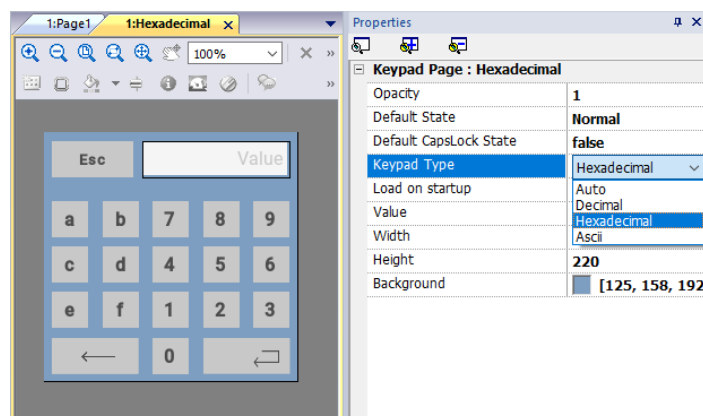 1:Page1
1:Hexadecimal
100%
Esc
Value
a b 7 8 9
c d 4 5 6
e f 1 2 3
0
Properties
Keypad Page : Hexadecimal
Opacity 1
Default State Normal
Default CapsLock State false
Keypad Type Hexadecimal
Load on startup Auto
Decimal
Value Hexadecimal
Width Ascii
Height 220
Background [125, 158, 192